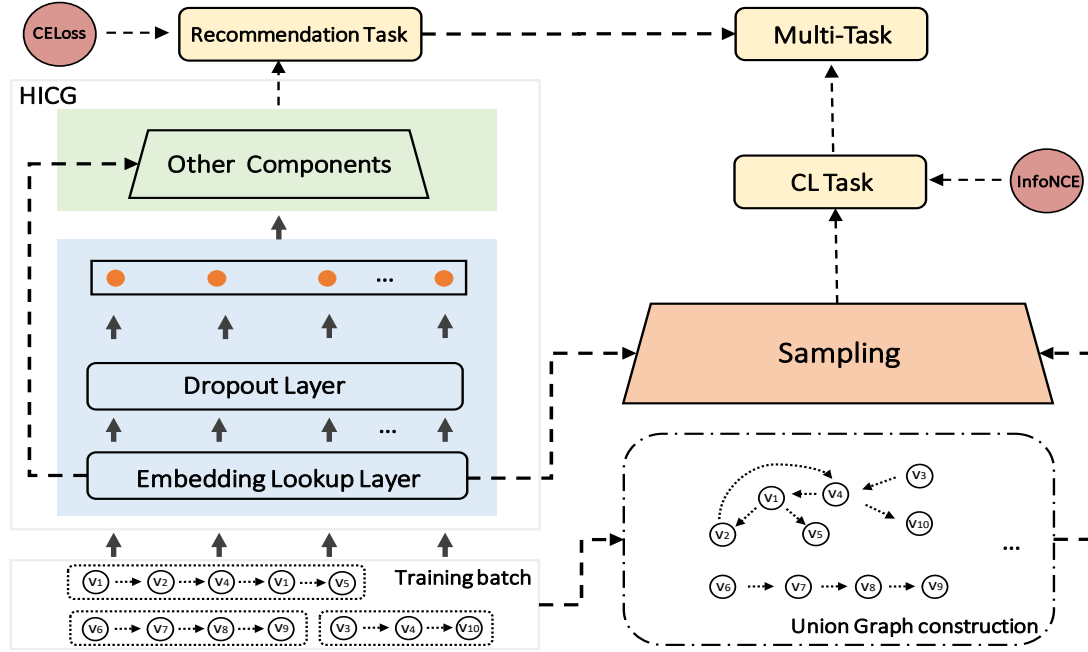 CELoss
Recommendation Task
Multi-Task
HICG
Other Components
CL Task
InfoNCE
...
Sampling
Dropout Layer
...
Embedding Lookup Layer
V3
V1
V4
V2
V5
V10
...
Training batch
V1 V2 V4 V1 V5
V6 V7 V8 V9
V6 V7 V8 V9
V3 V4 V10
Union Graph construction